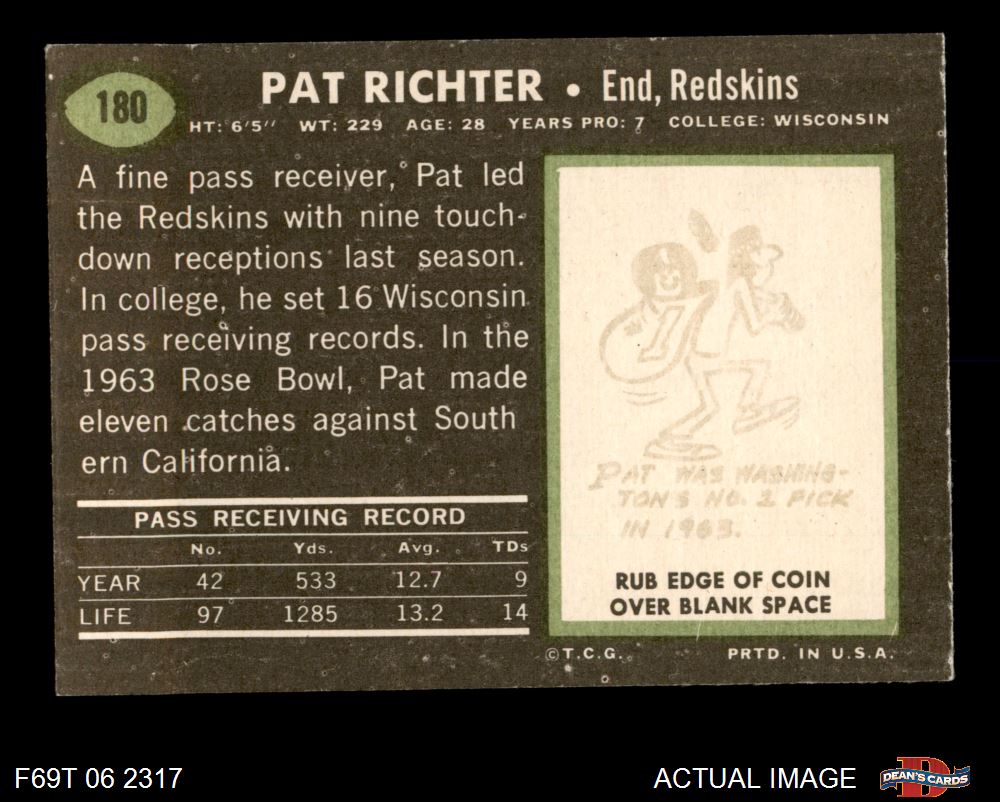 180
PAT RICHTER • End, Redskins
HT: 6'5'' WT: 229 AGE: 28 YEARS PRO: 7 COLLEGE: WISCONSIN
A fine pass receiver, Pat led
the Redskins with nine touch-
down receptions last season.
In college, he set 16 Wisconsin
pass receiving records. In the
1963 Rose Bowl, Pat made
eleven catches against South
ern California.
PASS RECEIVING RECORD
No. Yds. Avg. TDs
YEAR 42 533 12.7 9
LIFE 97 1285 13.2 14
PAT WAS WASHING-
TON'S NO. 2 PICK
IN 1963.
RUB EDGE OF COIN
OVER BLANK SPACE
©T.C.G. PRTD. IN U.S.A.
F69T 06 2317
ACTUAL IMAGE
D
DEAN'S CARDS